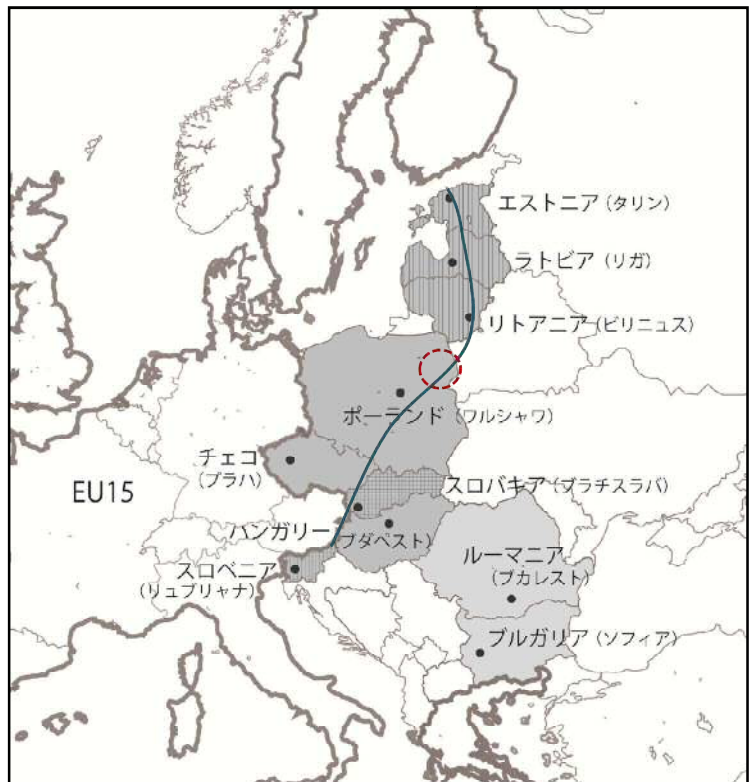 エストニア（タリン）
ラトビア（リガ）
リトアニア（ビリニュス）
ポーランド（ワルシャワ）
チェコ
（プラハ）
EU15
スロバキア（ブラチスラバ）
ハンガリー
（ブダペスト）
スロベニア
（リュブリャナ）
ルーマニア
（ブカレスト）
ブルガリア（ソフィア）